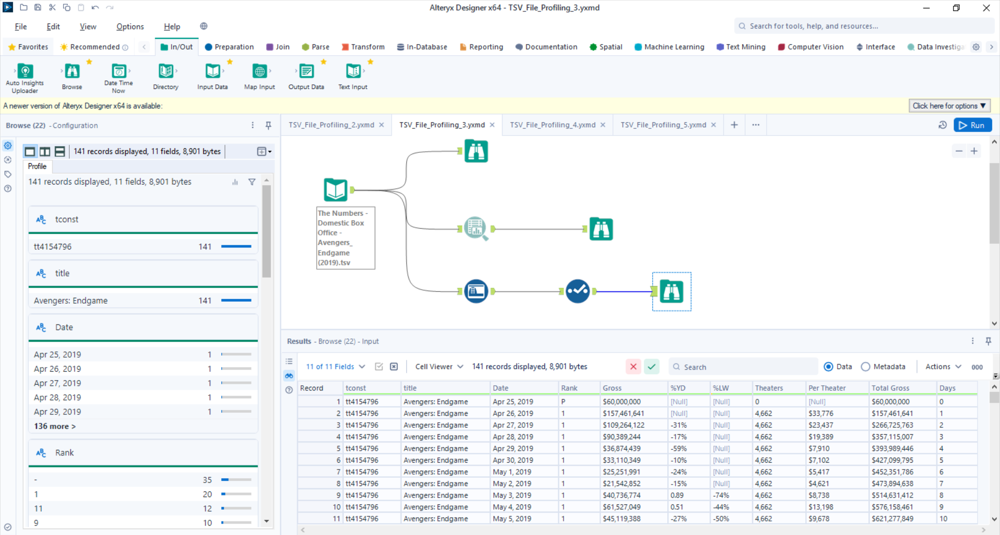 Alteryx Designer x64 - TSV_File_Profiling_3.yxmd
File Edit View Options Help
Search for tools, help, and resources...
Favorites Recommended In/Out Preparation Join Parse Transform In-Database Reporting Documentation Spatial Machine Learning Text Mining Computer Vision Interface Data Investiga
Auto Insights Uploader
Browse
Date Time Now
Directory
Input Data
Map Input
Output Data
Text Input
A newer version of Alteryx Designer x64 is available:
Click here for options ▼
Browse (22) - Configuration
TSV_File_Profiling_2.yxmd TSV_File_Profiling_3.yxmd TSV_File_Profiling_4.yxmd TSV_File_Profiling_5.yxmd
Run
141 records displayed, 11 fields, 8,901 bytes
Profile
141 records displayed, 11 fields, 8,901 bytes
ABC tconst
tt4154796 141
ABC title
Avengers: Endgame 141
ABC Date
Apr 25, 2019 1
Apr 26, 2019 1
Apr 27, 2019 1
Apr 28, 2019 1
Apr 29, 2019 1
136 more >
ABC Rank
- 35
1 20
11 12
9 10
The Numbers -
Domestic Box
Office -
Avengers_
Endgame
(2019).tsv
Results - Browse (22) - Input
11 of 11 Fields Cell Viewer 141 records displayed, 8,901 bytes Search Data Metadata Actions 000
Record tconst title Date Rank Gross %YD %LW Theaters Per Theater Total Gross Days
1 tt4154796 Avengers: Endgame Apr 25, 2019 P $60,000,000 [Null] [Null] 0 [Null] $60,000,000 0
2 tt4154796 Avengers: Endgame Apr 26, 2019 1 $157,461,641 [Null] [Null] 4,662 $33,776 $157,461,641 1
3 tt4154796 Avengers: Endgame Apr 27, 2019 1 $109,264,122 -31% [Null] 4,662 $23,437 $266,725,763 2
4 tt4154796 Avengers: Endgame Apr 28, 2019 1 $90,389,244 -17% [Null] 4,662 $19,389 $357,115,007 3
5 tt4154796 Avengers: Endgame Apr 29, 2019 1 $36,874,439 -59% [Null] 4,662 $7,910 $393,989,446 4
6 tt4154796 Avengers: Endgame Apr 30, 2019 1 $33,110,349 -10% [Null] 4,662 $7,102 $427,099,795 5
7 tt4154796 Avengers: Endgame May 1, 2019 1 $25,251,991 -24% [Null] 4,662 $5,417 $452,351,786 6
8 tt4154796 Avengers: Endgame May 2, 2019 1 $21,542,852 -15% [Null] 4,662 $4,621 $473,894,638 7
9 tt4154796 Avengers: Endgame May 3, 2019 1 $40,736,774 0.89 -74% 4,662 $8,738 $514,631,412 8
10 tt4154796 Avengers: Endgame May 4, 2019 1 $61,527,049 0.51 -44% 4,662 $13,198 $576,158,461 9
11 tt4154796 Avengers: Endgame May 5, 2019 1 $45,119,388 -27% -50% 4,662 $9,678 $621,277,849 10